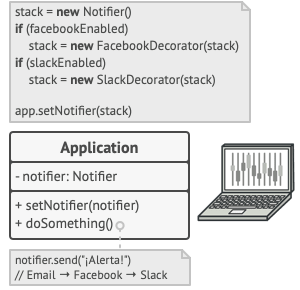 stack = new Notifier()
if (facebookEnabled)
    stack = new FacebookDecorator(stack)
if (slackEnabled)
    stack = new SlackDecorator(stack)

app.setNotifier(stack)
Application
- notifier: Notifier
+ setNotifier(notifier)
+ doSomething()
notifier.send("¡Alerta!")
// Email → Facebook → Slack